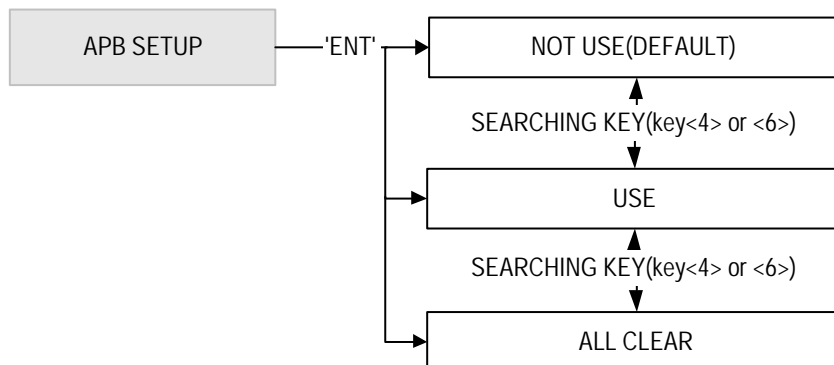 APB SETUP
'ENT'
NOT USE(DEFAULT)
SEARCHING KEY(key<4> or <6>)
USE
SEARCHING KEY(key<4> or <6>)
ALL CLEAR